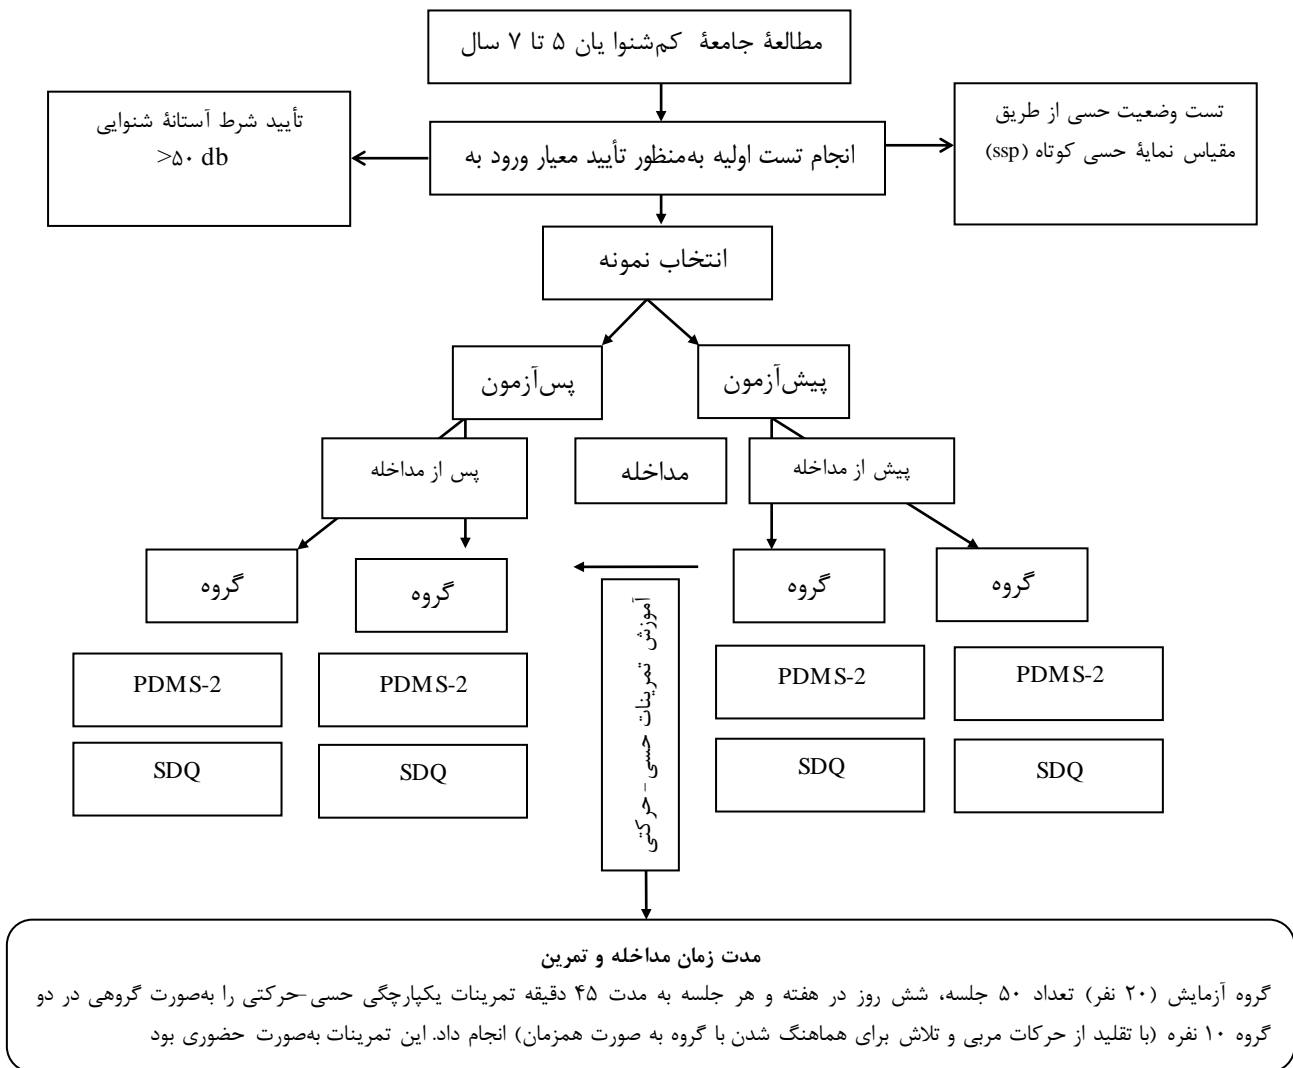 مطالعۀ جامعۀ کم‌شنوا یان ۵ تا ۷ سال
تست وضعیت حسی از طریق
مقیاس نمایۀ حسی کوتاه (ssp)
انجام تست اولیه به‌منظور تأیید معیار ورود به
تأیید شرط آستانۀ شنوایی
>۵۰ db
انتخاب نمونه
پیش‌آزمون
پس‌آزمون
پیش از مداخله
مداخله
پس از مداخله
گروه
گروه
گروه
گروه
آموزش تمرینات حسی-حرکتی
PDMS-2
PDMS-2
PDMS-2
PDMS-2
SDQ
SDQ
SDQ
SDQ
مدت زمان مداخله و تمرین
گروه آزمایش (۲۰ نفر) تعداد ۵۰ جلسه، شش روز در هفته و هر جلسه به مدت ۴۵ دقیقه تمرینات یکپارچگی حسی-حرکتی را به‌صورت گروهی در دو
گروه ۱۰ نفره (با تقلید از حرکات مربی و تلاش برای هماهنگ شدن با گروه به صورت همزمان) انجام داد. این تمرینات به‌صورت حضوری بود